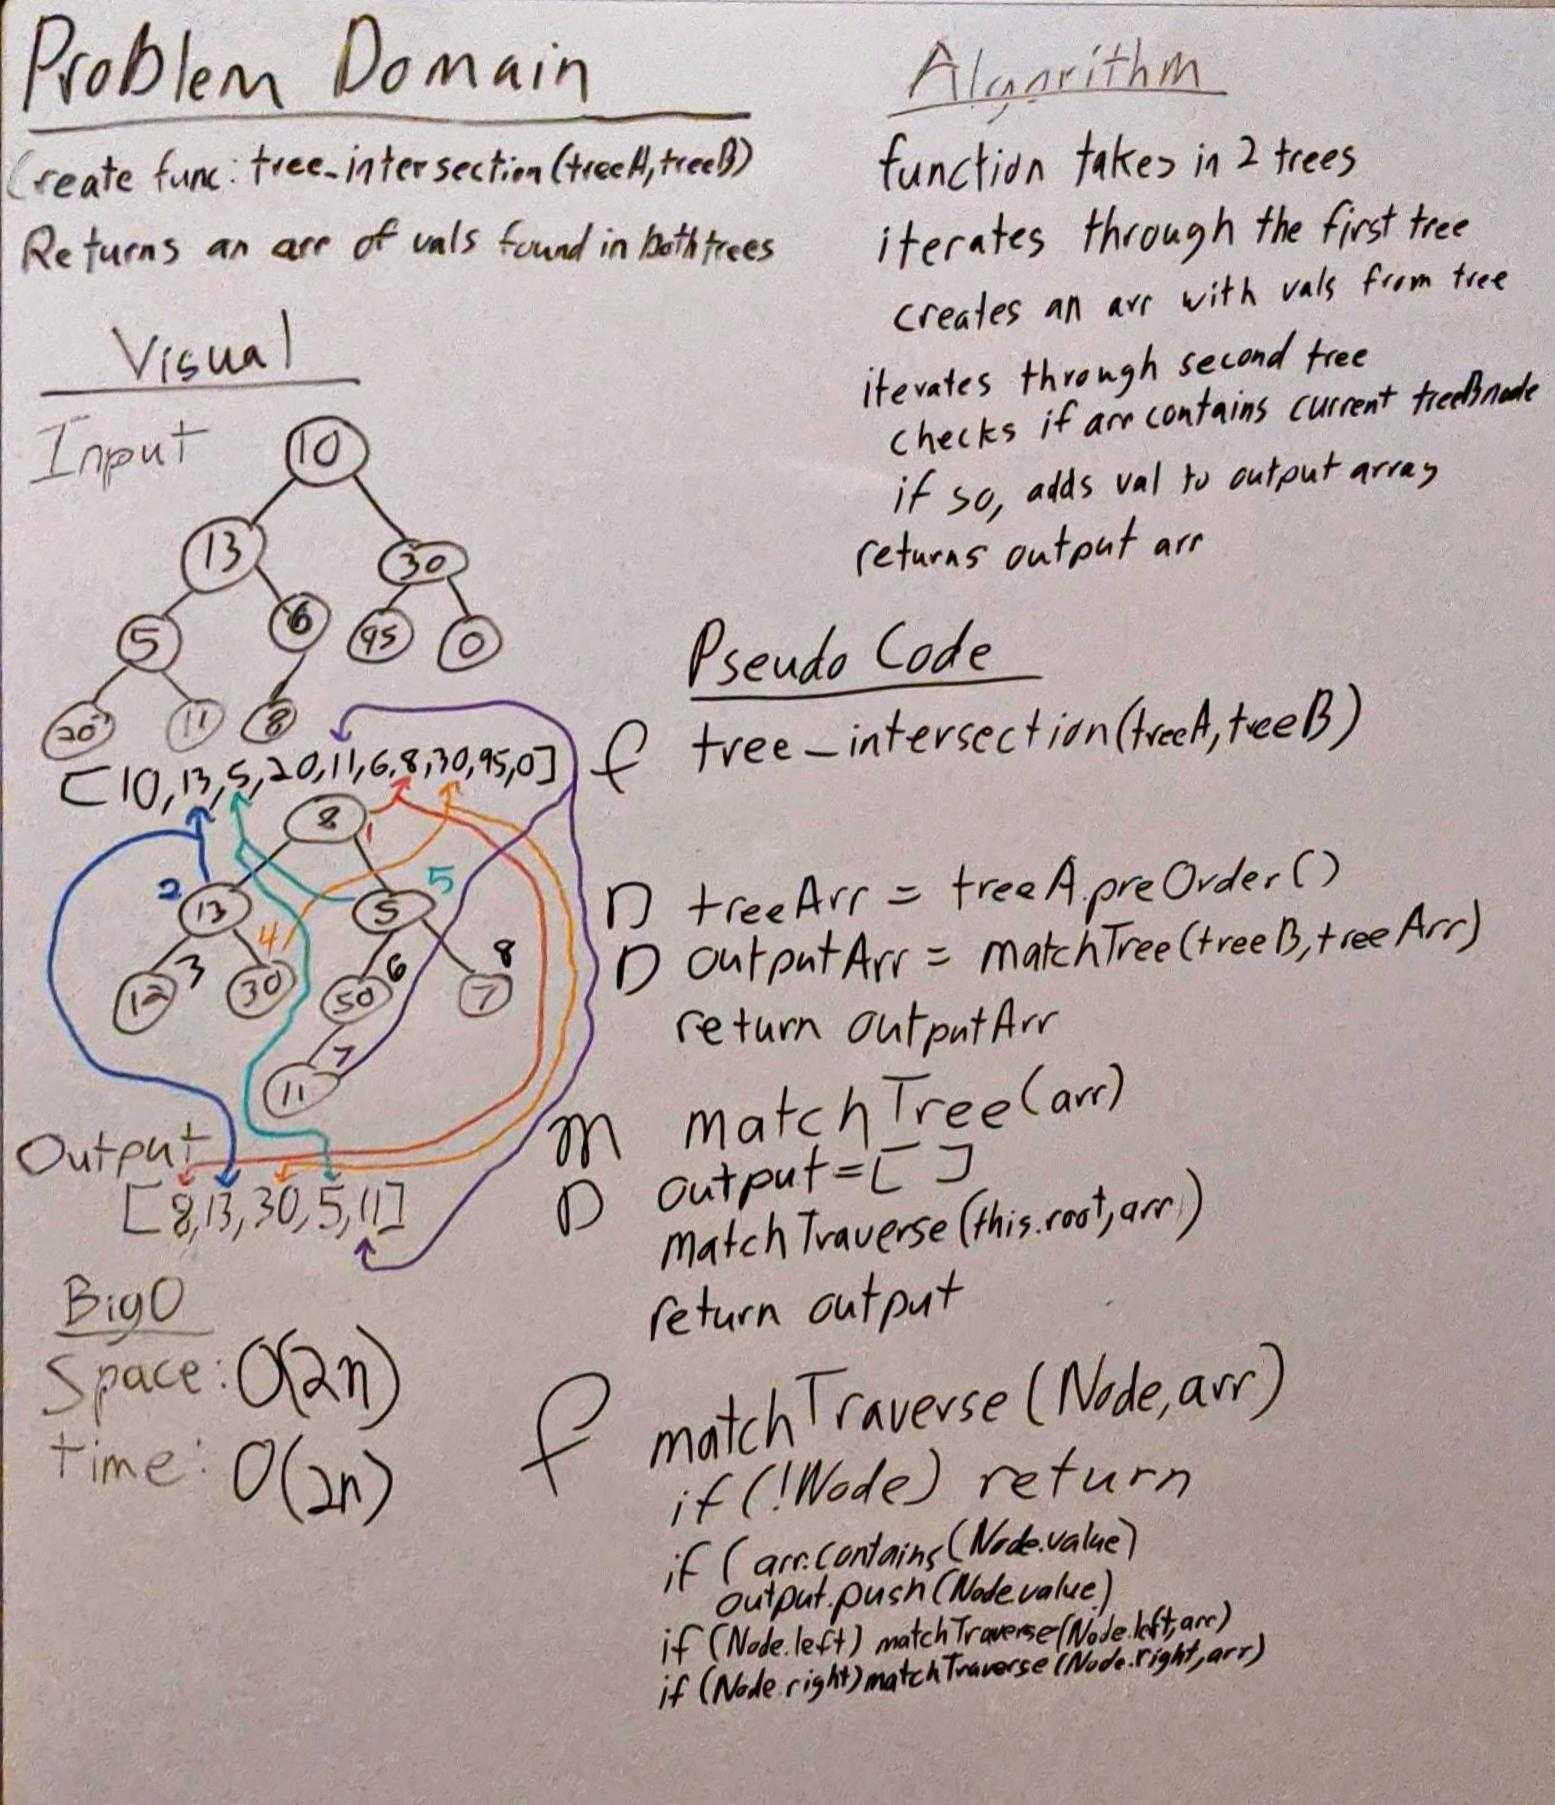 Problem Domain
Create func: tree_intersection(treeA,treeB)
Returns an arr of vals found in both trees
Visual
Input
10
13
30
5
6
95
0
20
11
8
[10,13,5,20,11,6,8,30,95,0]
8
1
2
13
5
5
4
12
3
30
50
6
7
8
11
7
Output
[8,13,30,5,11]
BigO
Space: O(2n)
time: O(2n)
Algorithm
function takes in 2 trees
iterates through the first tree
creates an arr with vals from tree
iterates through second tree
checks if arr contains current treeBnode
if so, adds val to output array
returns output arr
Pseudo Code
f tree_intersection(treeA,treeB)
D treeArr = treeA.preOrder()
D outputArr = matchTree(treeB,treeArr)
return outputArr
m matchTree(arr)
D output=[ ]
matchTraverse(this.root,arr)
return output
f matchTraverse(Node,arr)
if(!Node) return
if (arr.contains(Node.value)
output.push(Node.value)
if (Node.left) matchTraverse(Node.left,arr)
if (Node.right)matchTraverse(Node.right,arr)